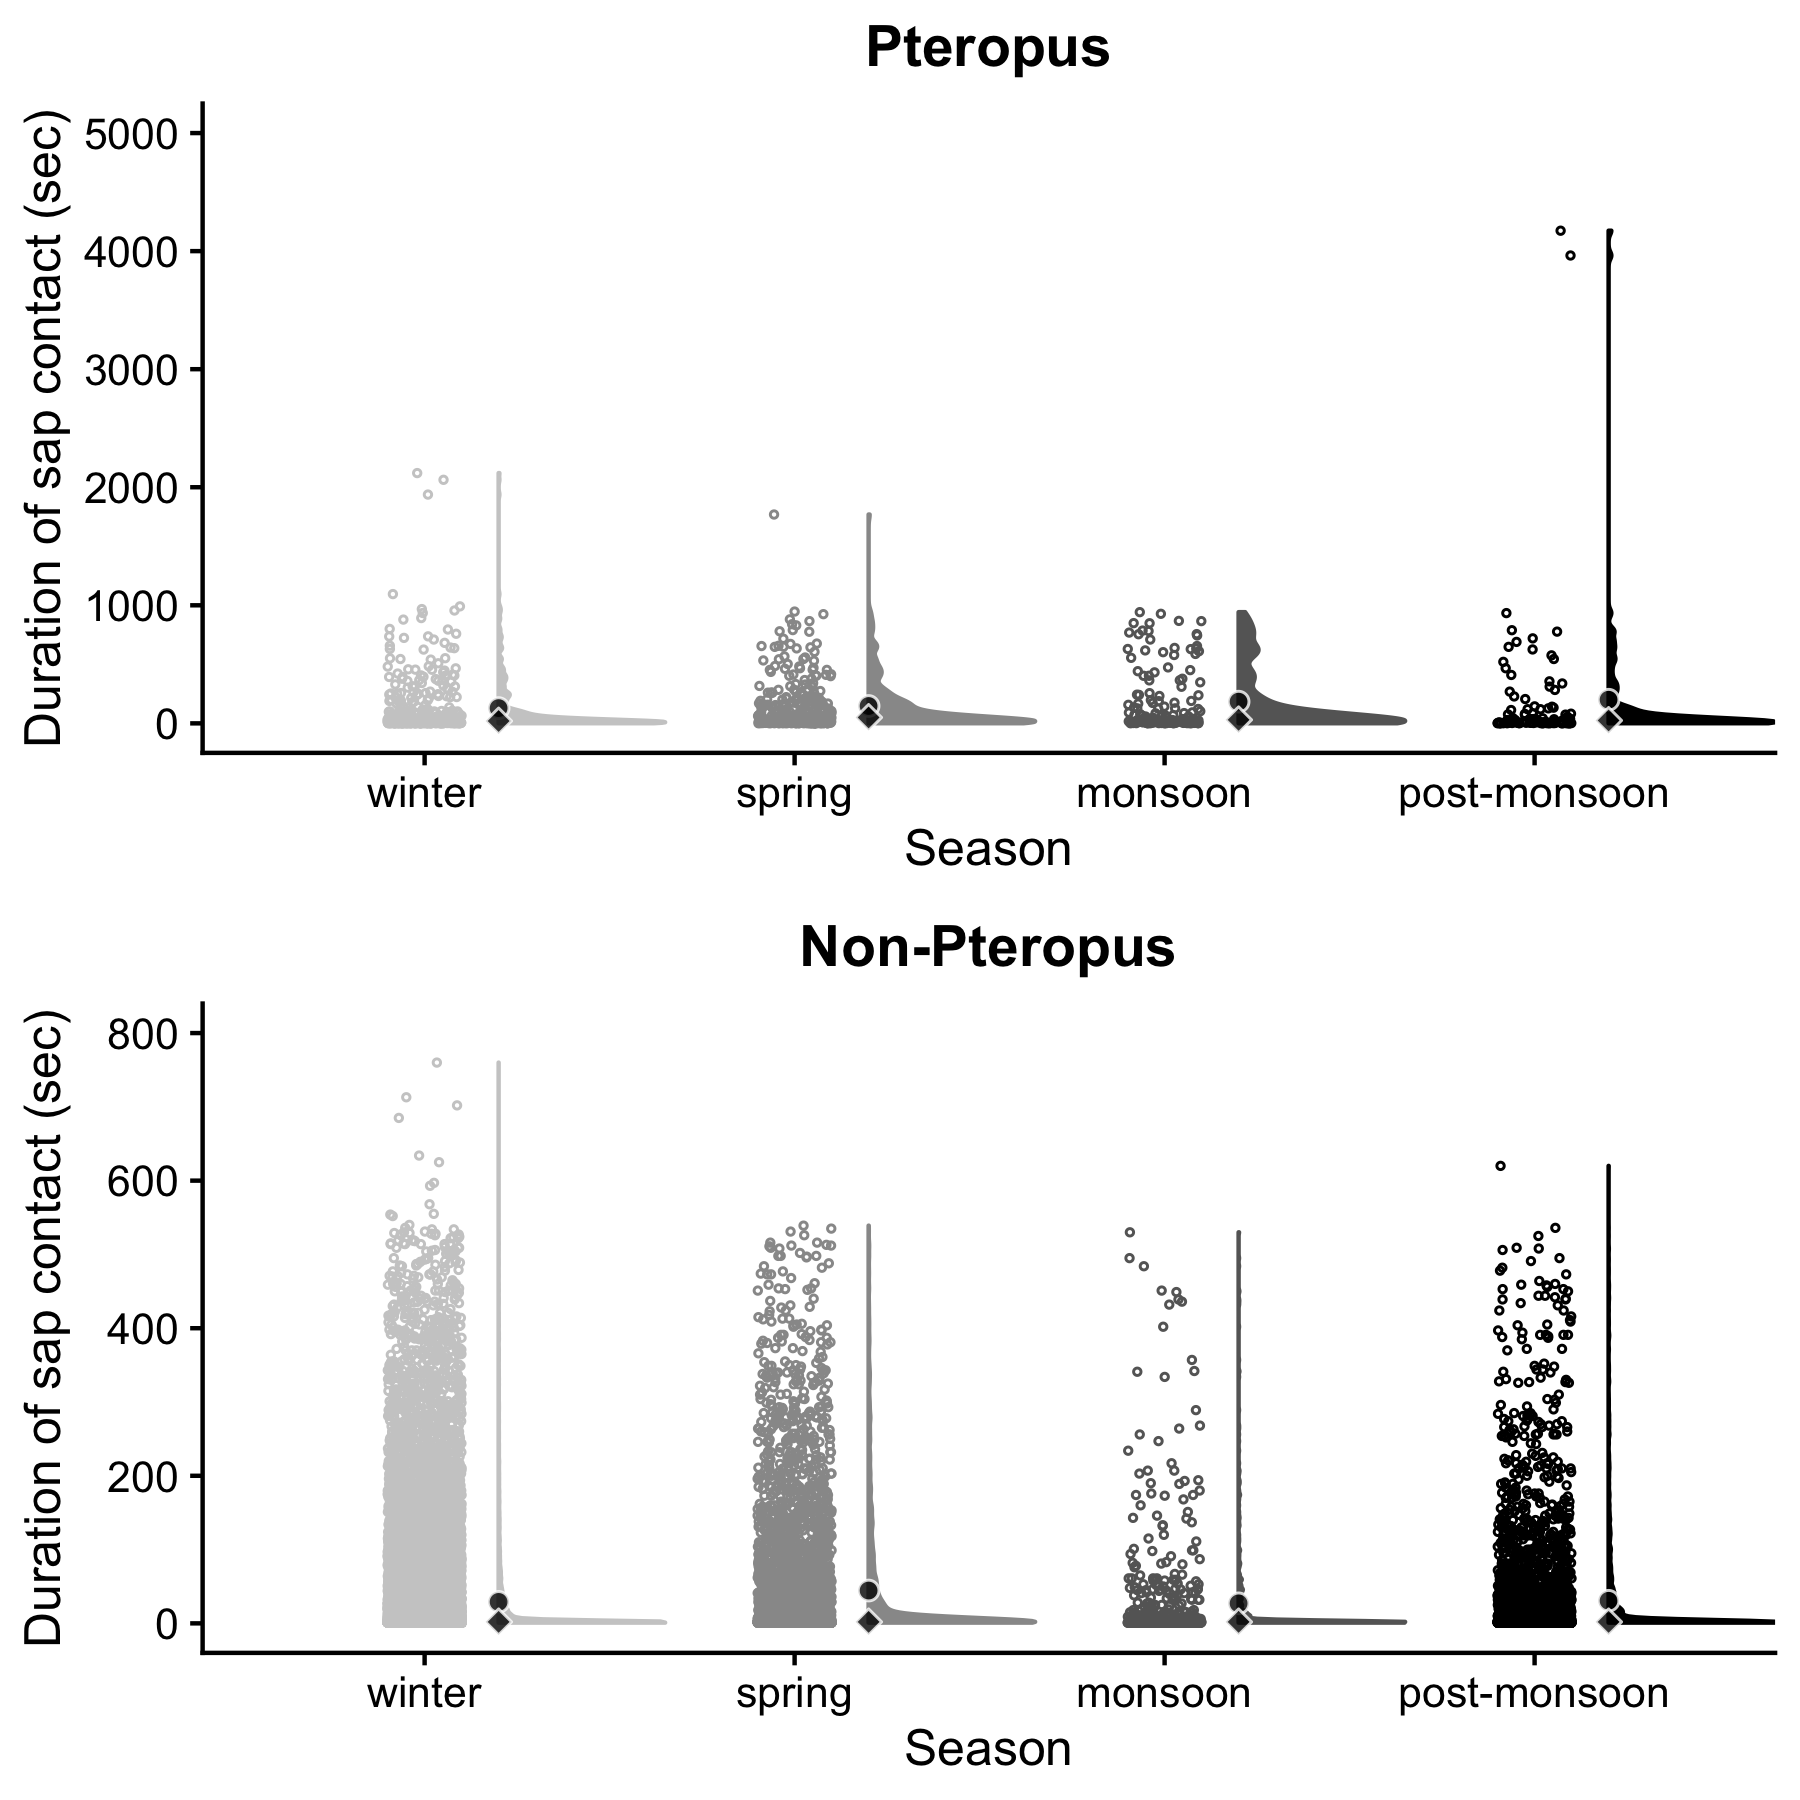 Pteropus
Duration of sap contact (sec)
5000
4000
3000
2000
1000
0
winter spring monsoon post-monsoon
Season
Non-Pteropus
Duration of sap contact (sec)
800
600
400
200
0
winter spring monsoon post-monsoon
Season